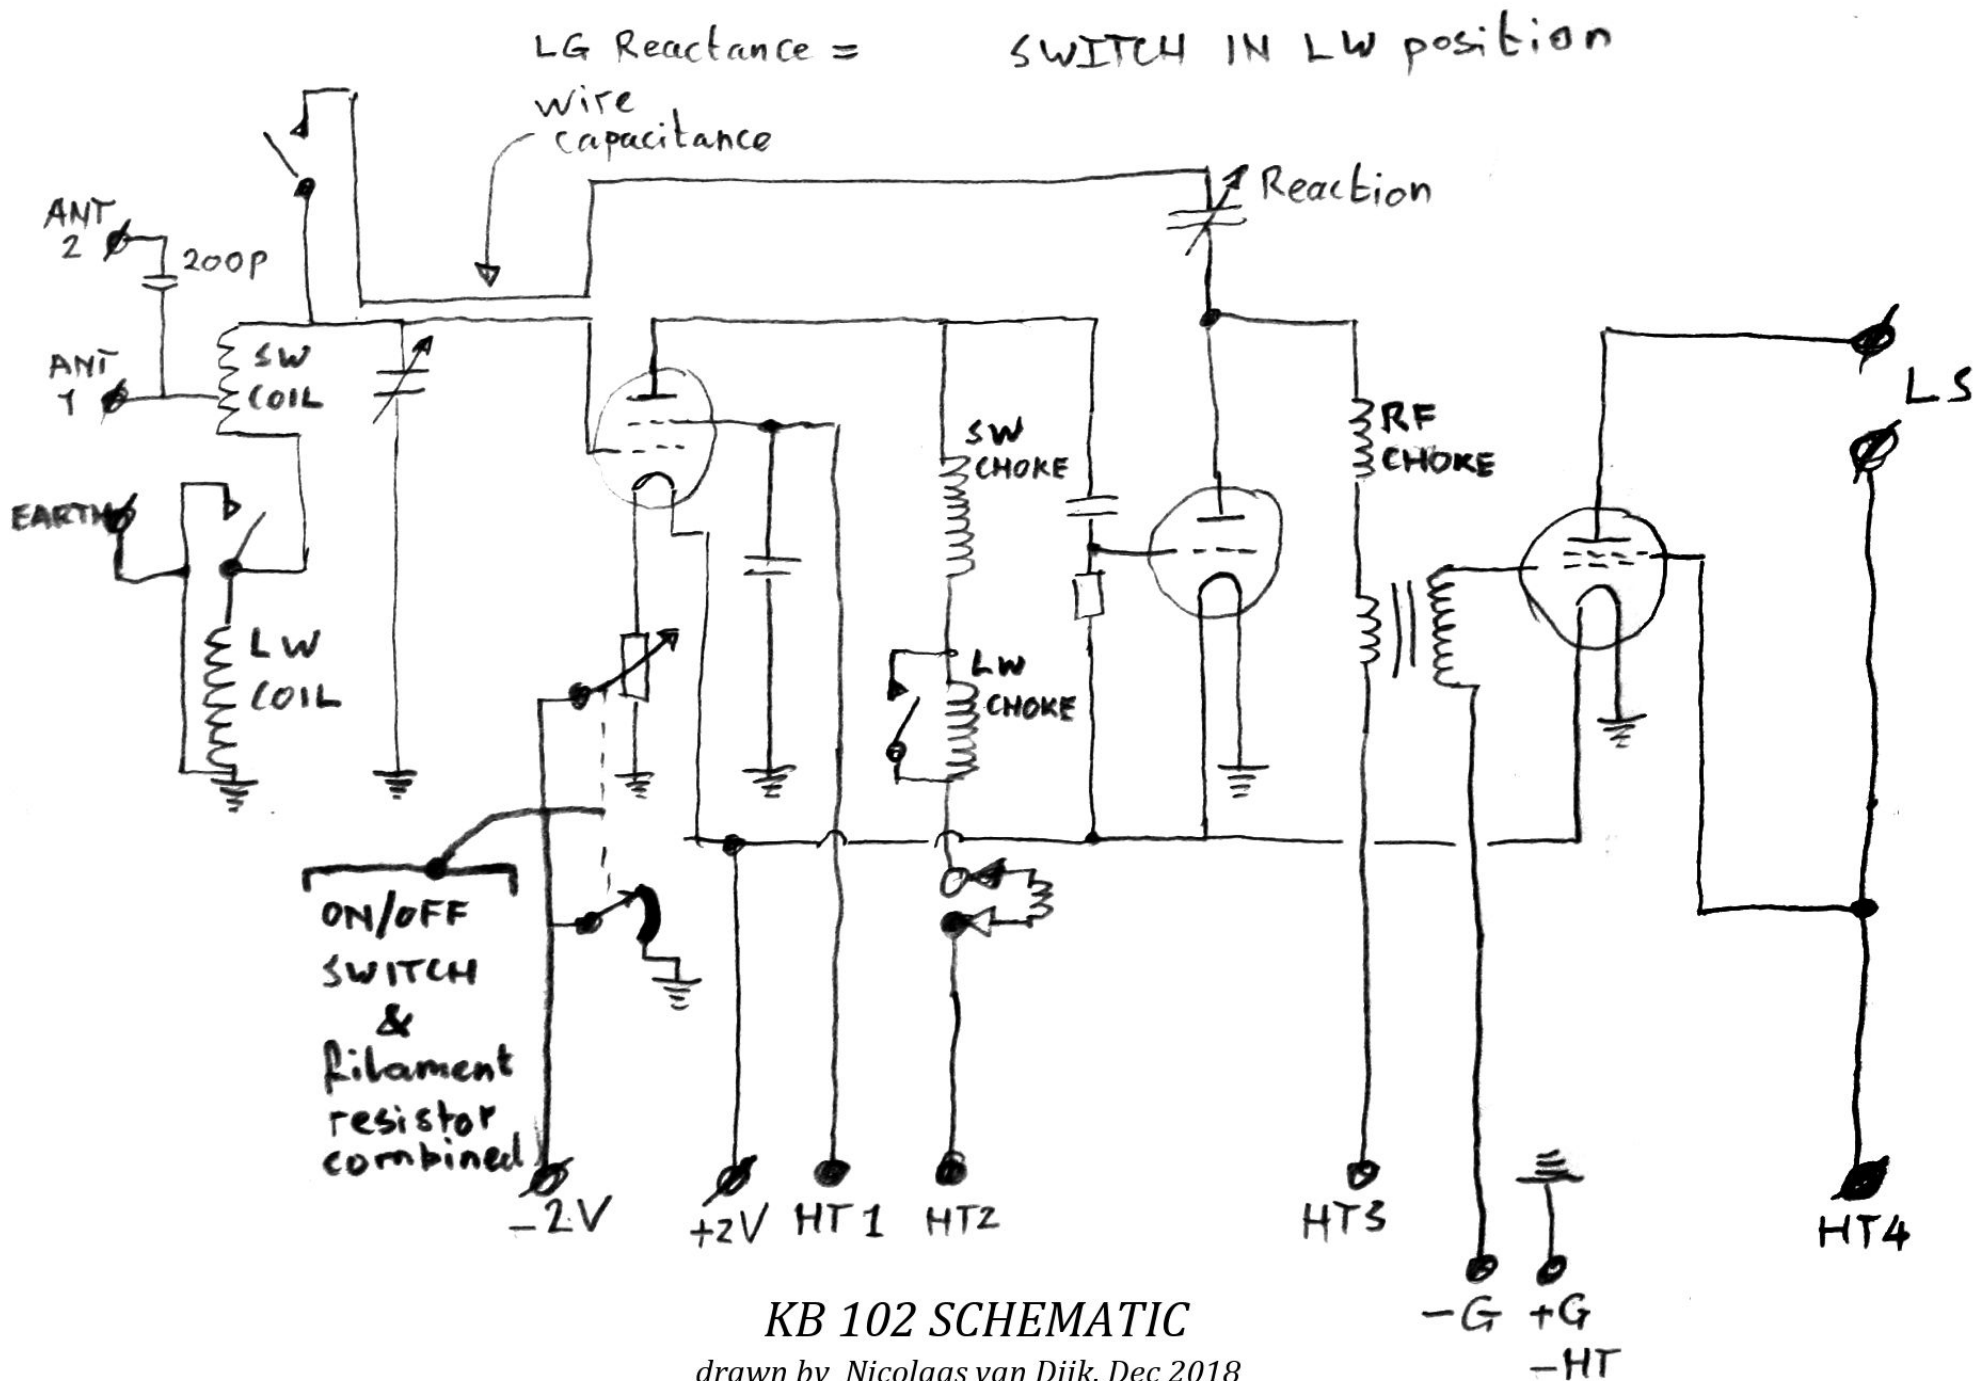 LG Reactance =
wire
capacitance
SWITCH IN LW position
Reaction
ANT
2
200P
ANT
1
SW
COIL
EARTH
LW
COIL
SW
CHOKE
LW
CHOKE
RF
CHOKE
LS
ON/OFF
SWITCH
&
filament
resistor
combined
-2V
+2V
HT1
HT2
HT3
-G
+G
-HT
HT4
KB 102 SCHEMATIC
drawn by Nicolaas van Dijk, Dec 2018